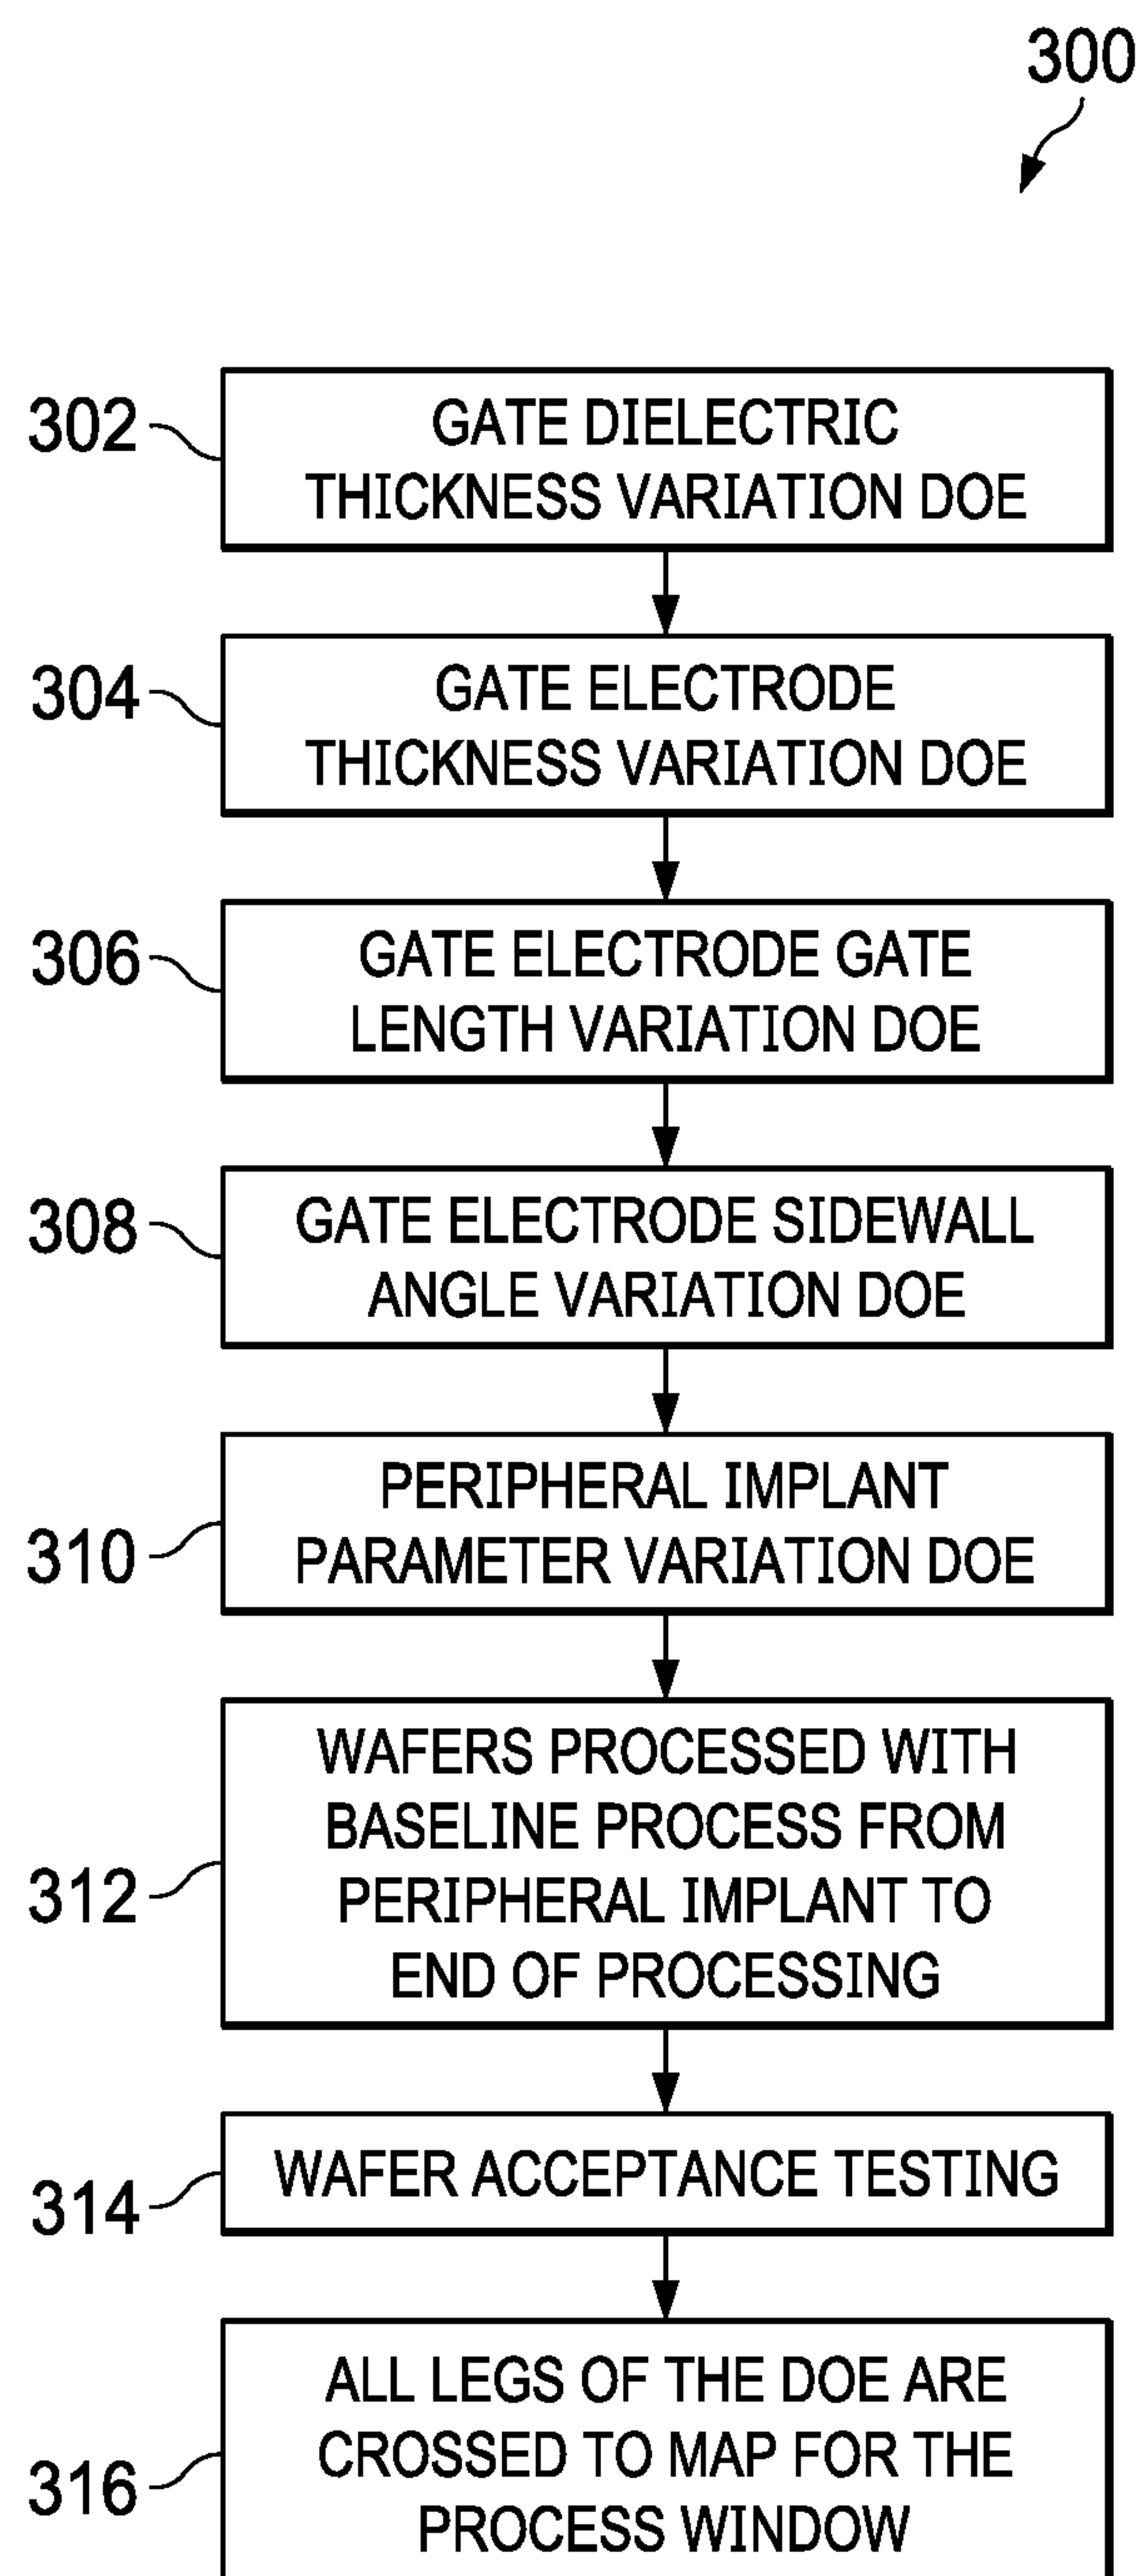 300
302
GATE DIELECTRIC
THICKNESS VARIATION DOE
304
GATE ELECTRODE
THICKNESS VARIATION DOE
306
GATE ELECTRODE GATE
LENGTH VARIATION DOE
308
GATE ELECTRODE SIDEWALL
ANGLE VARIATION DOE
310
PERIPHERAL IMPLANT
PARAMETER VARIATION DOE
312
WAFERS PROCESSED WITH
BASELINE PROCESS FROM
PERIPHERAL IMPLANT TO
END OF PROCESSING
314
WAFER ACCEPTANCE TESTING
316
ALL LEGS OF THE DOE ARE
CROSSED TO MAP FOR THE
PROCESS WINDOW